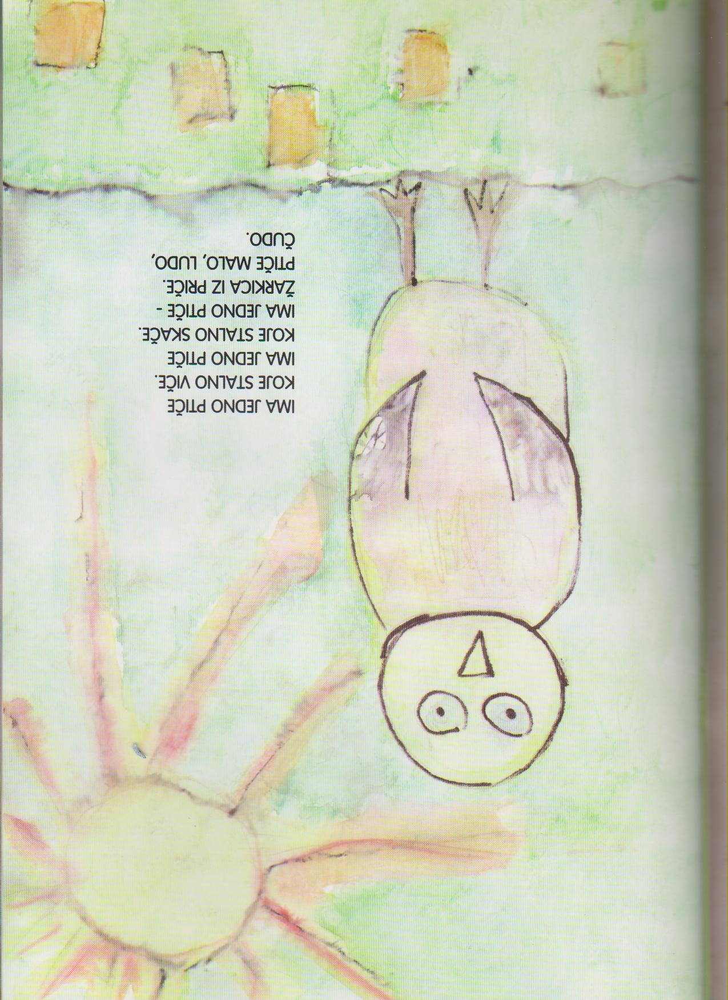 IMA JEDNO PTIČE
KOJE STALNO VIČE.
IMA JEDNO PTIČE
KOJE STALNO SKAČE.
IMA JEDNO PTIČE -
ŽARKICA IZ PRIČE.
PTIČE MALO, LUDO,
ČUDO.